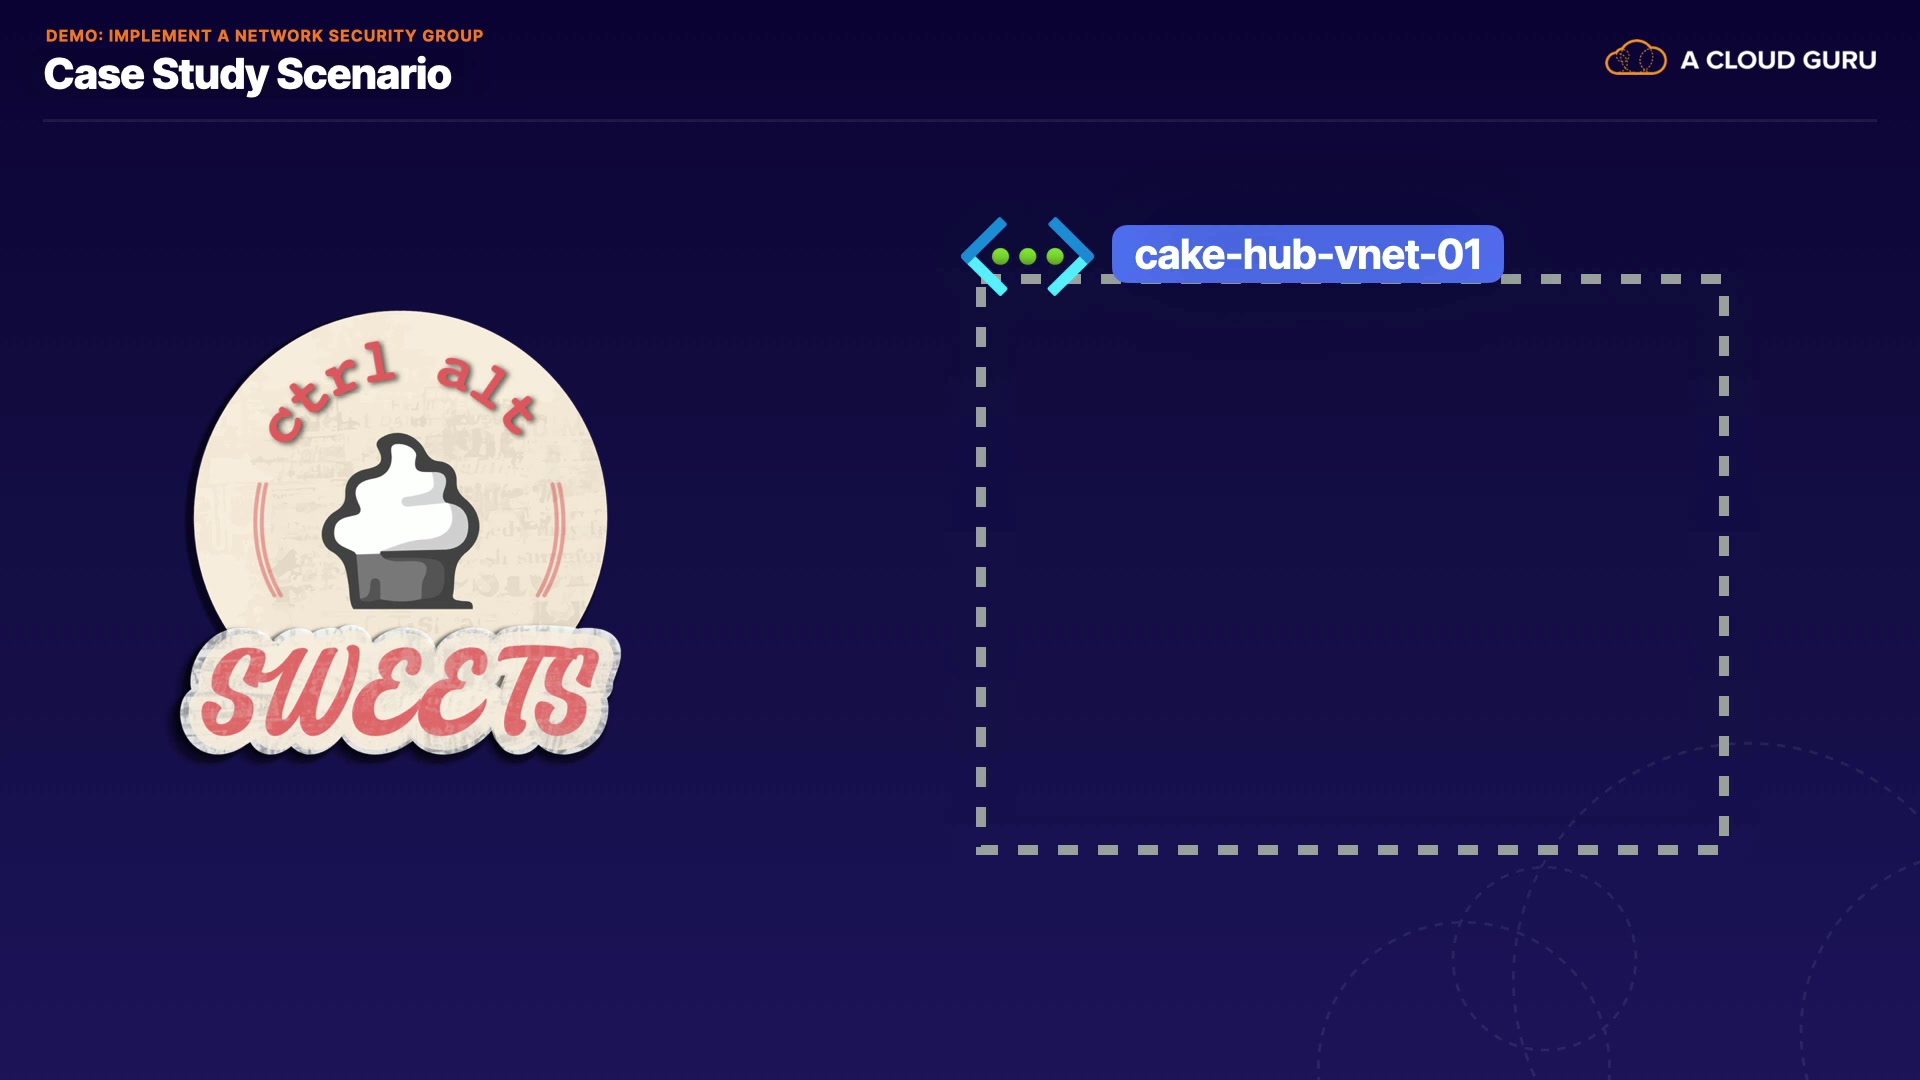 DEMO: IMPLEMENT A NETWORK SECURITY GROUP
Case Study Scenario
A CLOUD GURU
cake-hub-vnet-01
ctrl alt
SWEETS